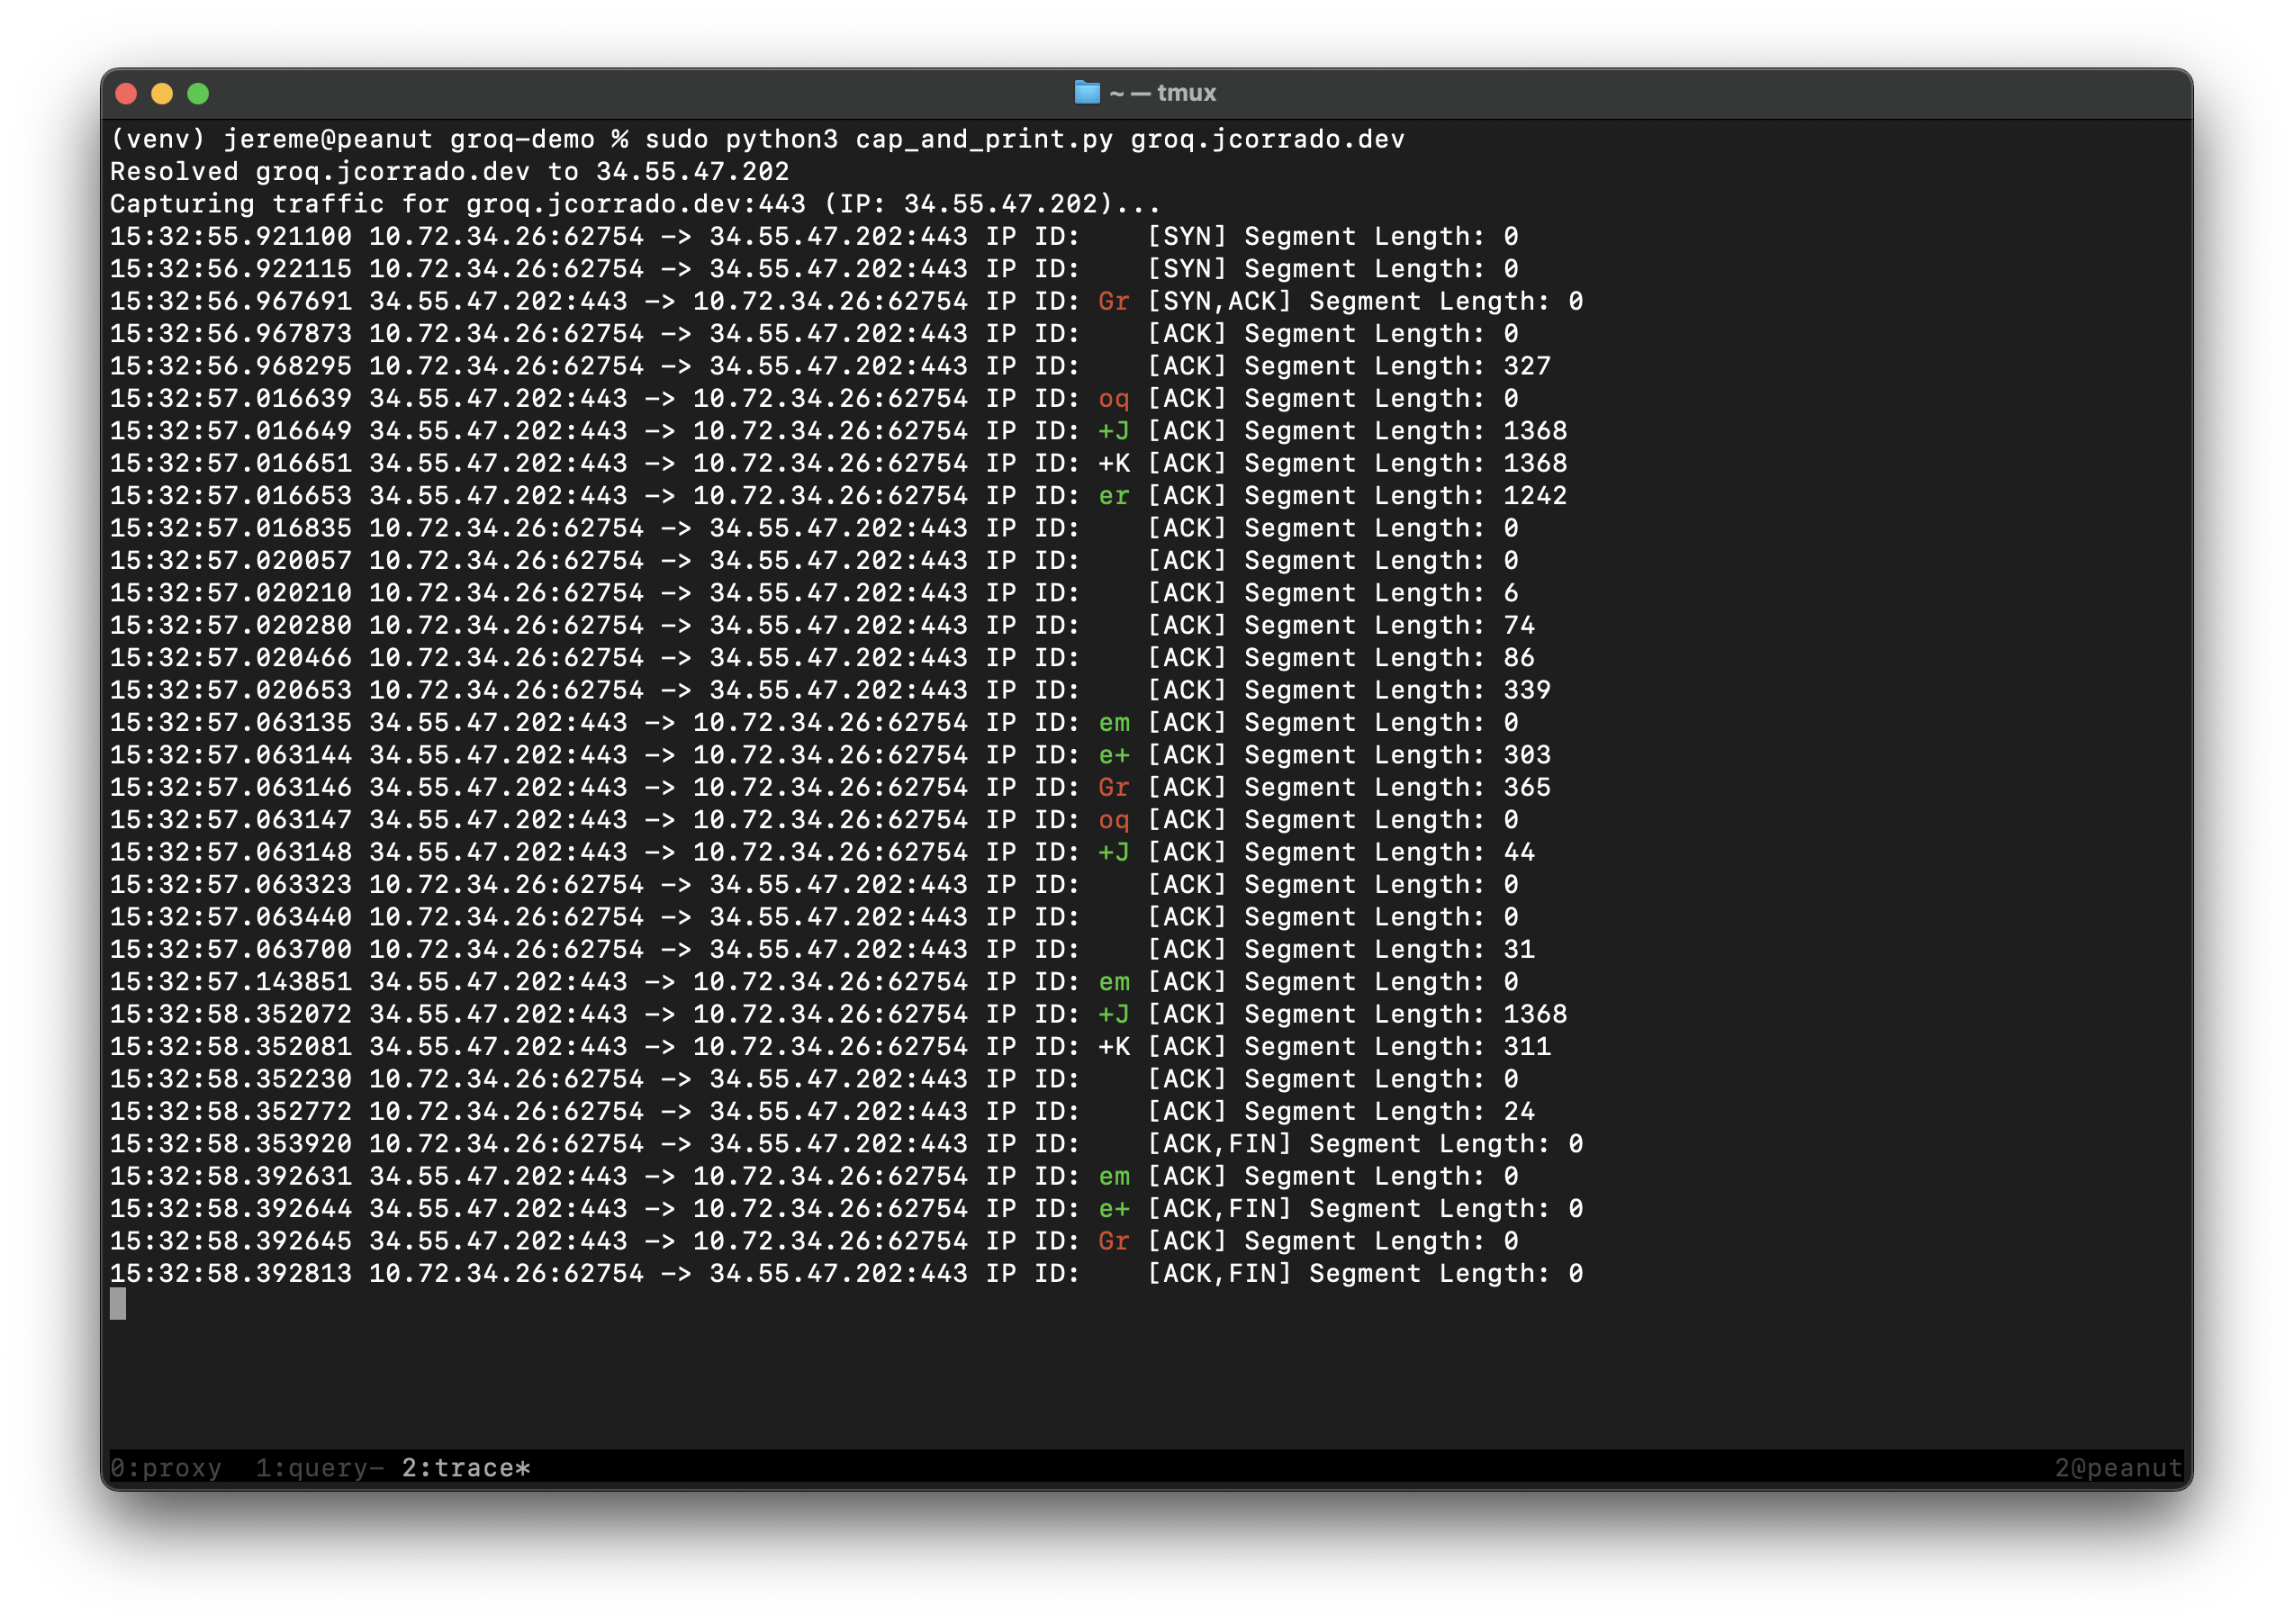 ~ — tmux
(venv) jereme@peanut groq-demo % sudo python3 cap_and_print.py groq.jcorrado.dev
Resolved groq.jcorrado.dev to 34.55.47.202
Capturing traffic for groq.jcorrado.dev:443 (IP: 34.55.47.202)...
15:32:55.921100 10.72.34.26:62754 -> 34.55.47.202:443 IP ID:    [SYN] Segment Length: 0
15:32:56.922115 10.72.34.26:62754 -> 34.55.47.202:443 IP ID:    [SYN] Segment Length: 0
15:32:56.967691 34.55.47.202:443 -> 10.72.34.26:62754 IP ID: Gr [SYN,ACK] Segment Length: 0
15:32:56.967873 10.72.34.26:62754 -> 34.55.47.202:443 IP ID:    [ACK] Segment Length: 0
15:32:56.968295 10.72.34.26:62754 -> 34.55.47.202:443 IP ID:    [ACK] Segment Length: 327
15:32:57.016639 34.55.47.202:443 -> 10.72.34.26:62754 IP ID: oq [ACK] Segment Length: 0
15:32:57.016649 34.55.47.202:443 -> 10.72.34.26:62754 IP ID: +J [ACK] Segment Length: 1368
15:32:57.016651 34.55.47.202:443 -> 10.72.34.26:62754 IP ID: +K [ACK] Segment Length: 1368
15:32:57.016653 34.55.47.202:443 -> 10.72.34.26:62754 IP ID: er [ACK] Segment Length: 1242
15:32:57.016835 10.72.34.26:62754 -> 34.55.47.202:443 IP ID:    [ACK] Segment Length: 0
15:32:57.020057 10.72.34.26:62754 -> 34.55.47.202:443 IP ID:    [ACK] Segment Length: 0
15:32:57.020210 10.72.34.26:62754 -> 34.55.47.202:443 IP ID:    [ACK] Segment Length: 6
15:32:57.020280 10.72.34.26:62754 -> 34.55.47.202:443 IP ID:    [ACK] Segment Length: 74
15:32:57.020466 10.72.34.26:62754 -> 34.55.47.202:443 IP ID:    [ACK] Segment Length: 86
15:32:57.020653 10.72.34.26:62754 -> 34.55.47.202:443 IP ID:    [ACK] Segment Length: 339
15:32:57.063135 34.55.47.202:443 -> 10.72.34.26:62754 IP ID: em [ACK] Segment Length: 0
15:32:57.063144 34.55.47.202:443 -> 10.72.34.26:62754 IP ID: e+ [ACK] Segment Length: 303
15:32:57.063146 34.55.47.202:443 -> 10.72.34.26:62754 IP ID: Gr [ACK] Segment Length: 365
15:32:57.063147 34.55.47.202:443 -> 10.72.34.26:62754 IP ID: oq [ACK] Segment Length: 0
15:32:57.063148 34.55.47.202:443 -> 10.72.34.26:62754 IP ID: +J [ACK] Segment Length: 44
15:32:57.063323 10.72.34.26:62754 -> 34.55.47.202:443 IP ID:    [ACK] Segment Length: 0
15:32:57.063440 10.72.34.26:62754 -> 34.55.47.202:443 IP ID:    [ACK] Segment Length: 0
15:32:57.063700 10.72.34.26:62754 -> 34.55.47.202:443 IP ID:    [ACK] Segment Length: 31
15:32:57.143851 34.55.47.202:443 -> 10.72.34.26:62754 IP ID: em [ACK] Segment Length: 0
15:32:58.352072 34.55.47.202:443 -> 10.72.34.26:62754 IP ID: +J [ACK] Segment Length: 1368
15:32:58.352081 34.55.47.202:443 -> 10.72.34.26:62754 IP ID: +K [ACK] Segment Length: 311
15:32:58.352230 10.72.34.26:62754 -> 34.55.47.202:443 IP ID:    [ACK] Segment Length: 0
15:32:58.352772 10.72.34.26:62754 -> 34.55.47.202:443 IP ID:    [ACK] Segment Length: 24
15:32:58.353920 10.72.34.26:62754 -> 34.55.47.202:443 IP ID:    [ACK,FIN] Segment Length: 0
15:32:58.392631 34.55.47.202:443 -> 10.72.34.26:62754 IP ID: em [ACK] Segment Length: 0
15:32:58.392644 34.55.47.202:443 -> 10.72.34.26:62754 IP ID: e+ [ACK,FIN] Segment Length: 0
15:32:58.392645 34.55.47.202:443 -> 10.72.34.26:62754 IP ID: Gr [ACK] Segment Length: 0
15:32:58.392813 10.72.34.26:62754 -> 34.55.47.202:443 IP ID:    [ACK,FIN] Segment Length: 0
0:proxy  1:query- 2:trace* 2@peanut